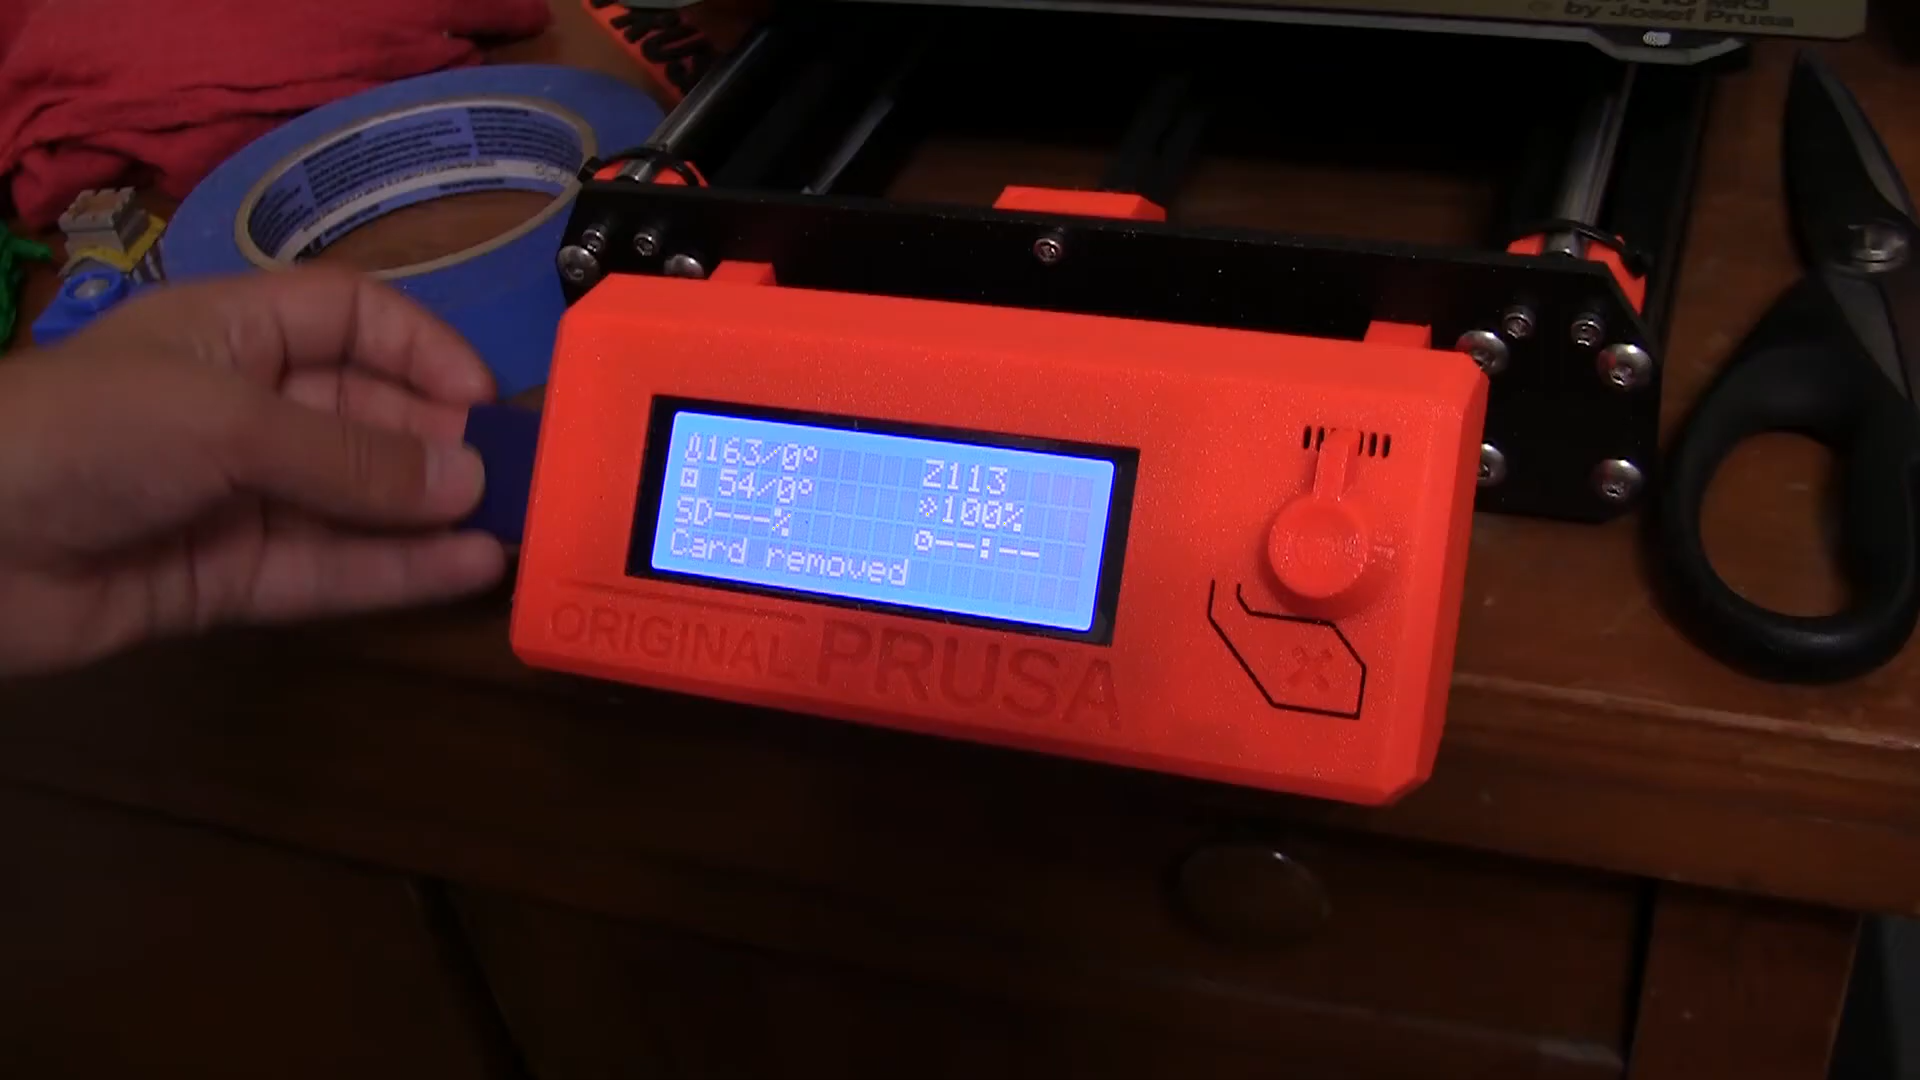 by Josef Prusa
163/0°
Z113
54/0°
100%
SD---%
--:--
Card removed
ORIGINAL PRUSA